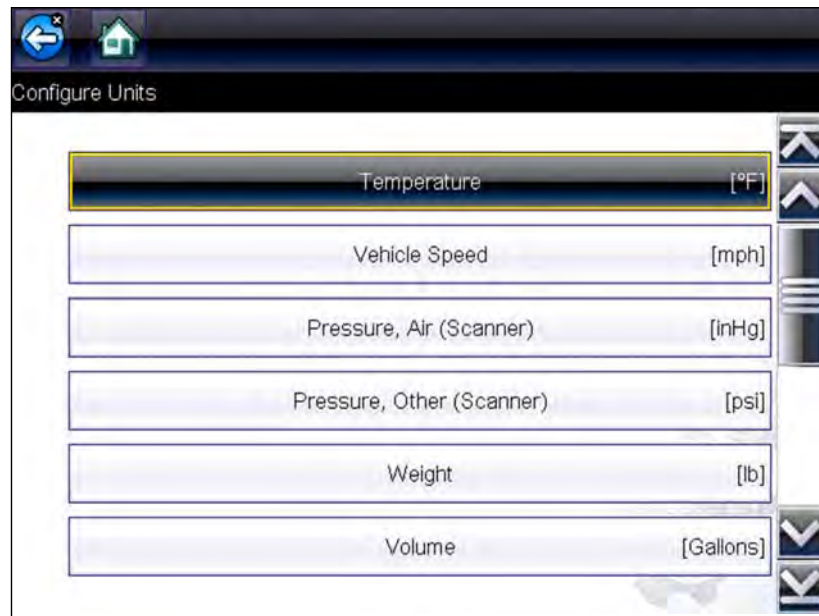 Configure Units
Temperature [°F]
Vehicle Speed [mph]
Pressure, Air (Scanner) [inHg]
Pressure, Other (Scanner) [psi]
Weight [lb]
Volume [Gallons]